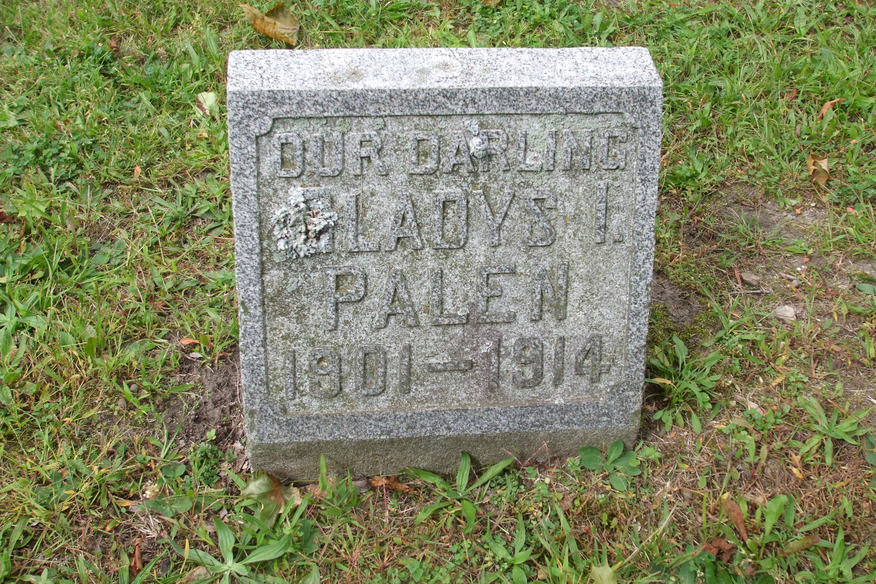 OUR DARLING
GLADYS I.
PALEN
1901-1914